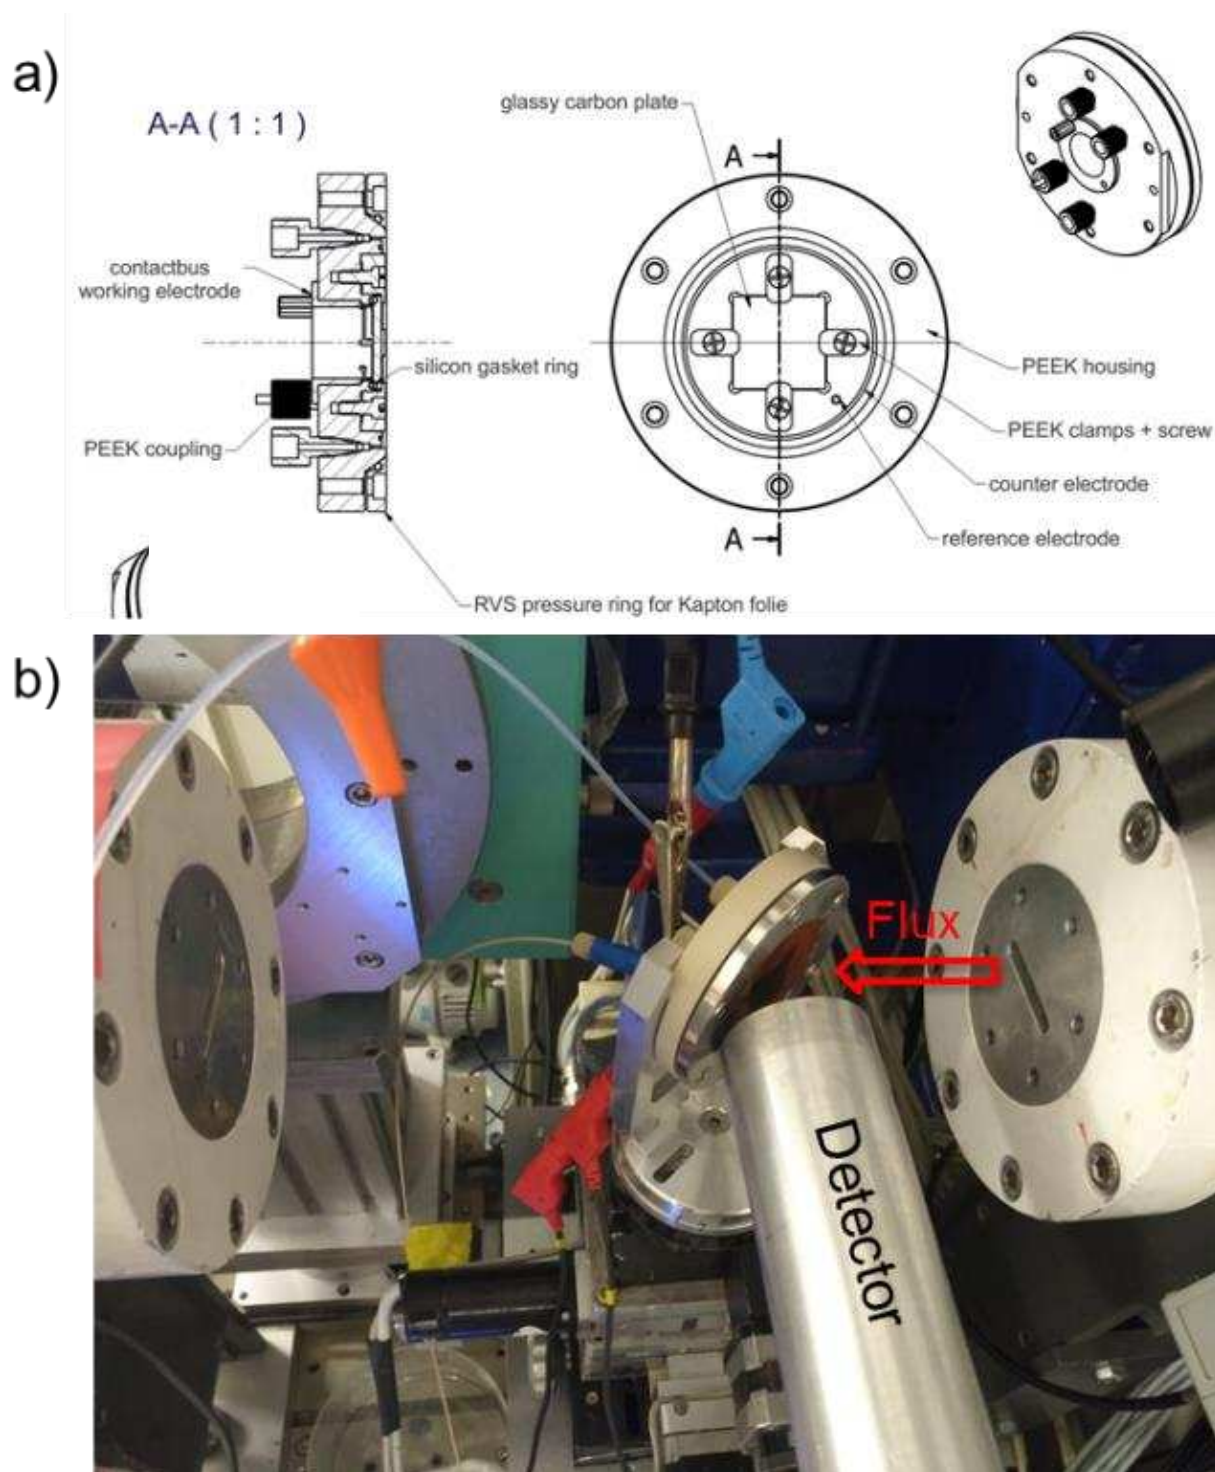 a)
A-A ( 1 : 1 )
glassy carbon plate
A
contactbus
working electrode
silicon gasket ring
PEEK housing
PEEK coupling
PEEK clamps + screw
counter electrode
A
reference electrode
RVS pressure ring for Kapton folie
b)
Flux
Detector